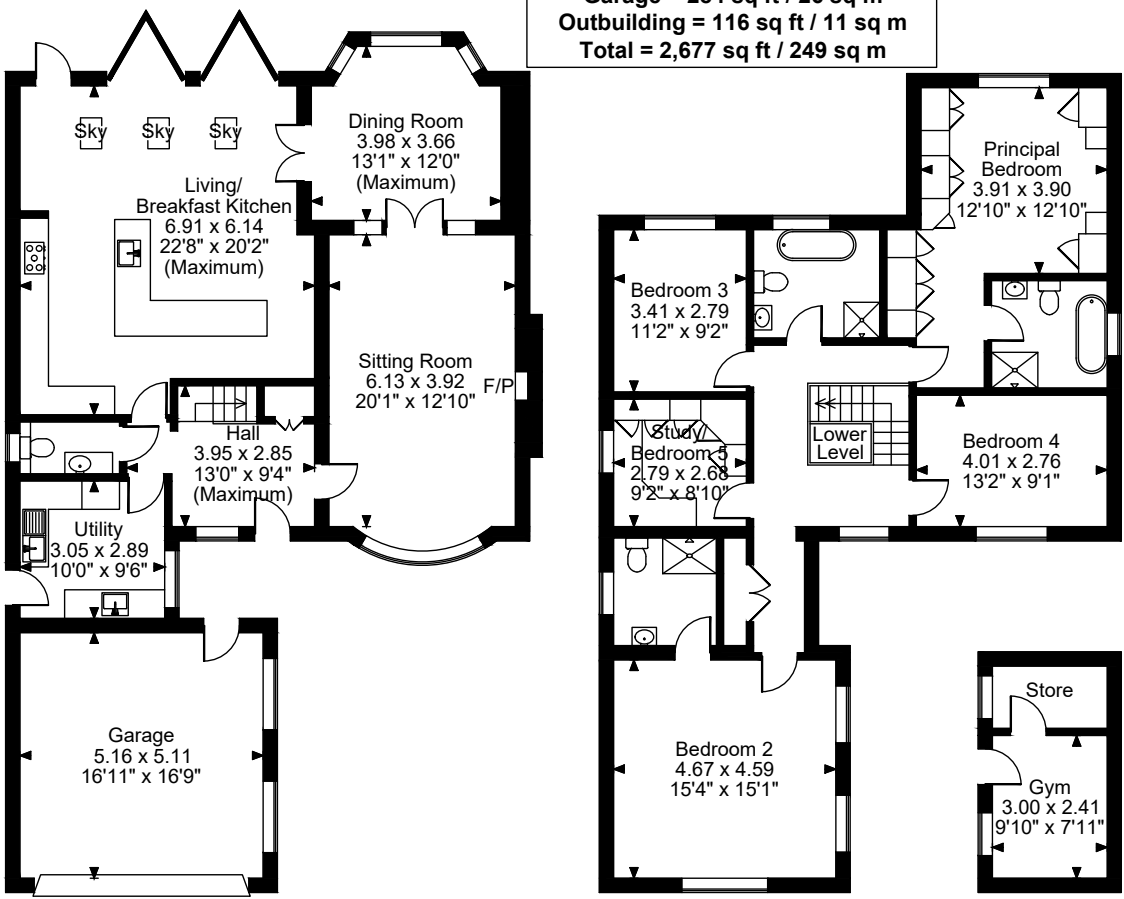 Outbuilding = 116 sq ft / 11 sq m
Total = 2,677 sq ft / 249 sq m
Sky
Sky
Sky
Living/
Breakfast Kitchen
6.91 x 6.14
22'8" x 20'2"
(Maximum)
Dining Room
3.98 x 3.66
13'1" x 12'0"
(Maximum)
Sitting Room
6.13 x 3.92
20'1" x 12'10"
F/P
Hall
3.95 x 2.85
13'0" x 9'4"
(Maximum)
Utility
3.05 x 2.89
10'0" x 9'6"
Garage
5.16 x 5.11
16'11" x 16'9"
Principal
Bedroom
3.91 x 3.90
12'10" x 12'10"
Bedroom 3
3.41 x 2.79
11'2" x 9'2"
Study/
Bedroom 5
2.79 x 2.68
9'2" x 8'10"
Lower
Level
Bedroom 4
4.01 x 2.76
13'2" x 9'1"
Bedroom 2
4.67 x 4.59
15'4" x 15'1"
Store
Gym
3.00 x 2.41
9'10" x 7'11"